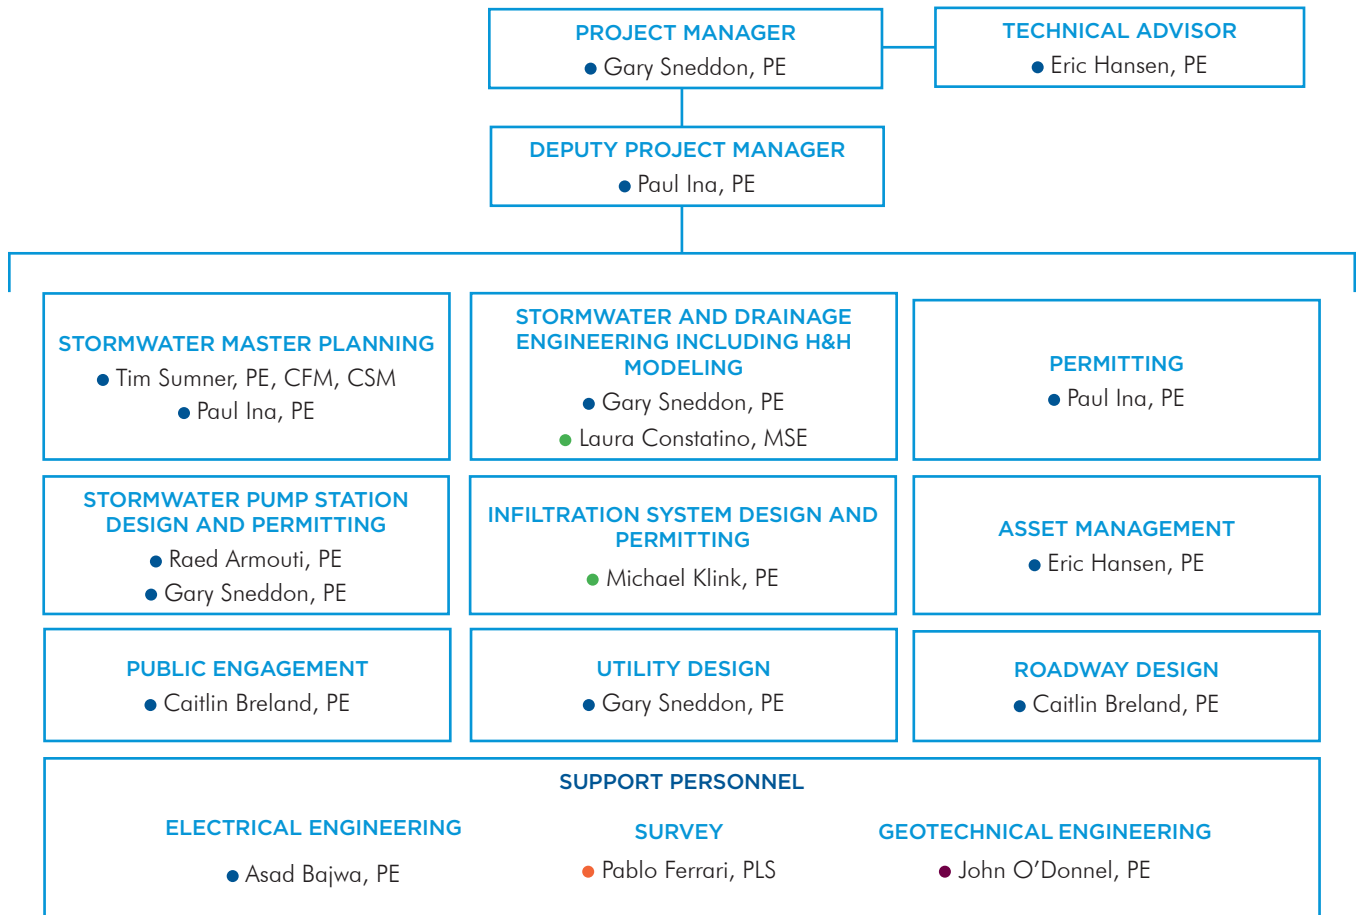 PROJECT MANAGER
Gary Sneddon, PE
TECHNICAL ADVISOR
Eric Hansen, PE
DEPUTY PROJECT MANAGER
Paul Ina, PE
STORMWATER MASTER PLANNING
Tim Sumner, PE, CFM, CSM
Paul Ina, PE
STORMWATER AND DRAINAGE
ENGINEERING INCLUDING H&H
MODELING
Gary Sneddon, PE
Laura Constatino, MSE
PERMITTING
Paul Ina, PE
STORMWATER PUMP STATION
DESIGN AND PERMITTING
Raed Armouti, PE
Gary Sneddon, PE
INFILTRATION SYSTEM DESIGN AND
PERMITTING
Michael Klink, PE
ASSET MANAGEMENT
Eric Hansen, PE
PUBLIC ENGAGEMENT
Caitlin Breland, PE
UTILITY DESIGN
Gary Sneddon, PE
ROADWAY DESIGN
Caitlin Breland, PE
SUPPORT PERSONNEL
ELECTRICAL ENGINEERING
Asad Bajwa, PE
SURVEY
Pablo Ferrari, PLS
GEOTECHNICAL ENGINEERING
John O'Donnel, PE